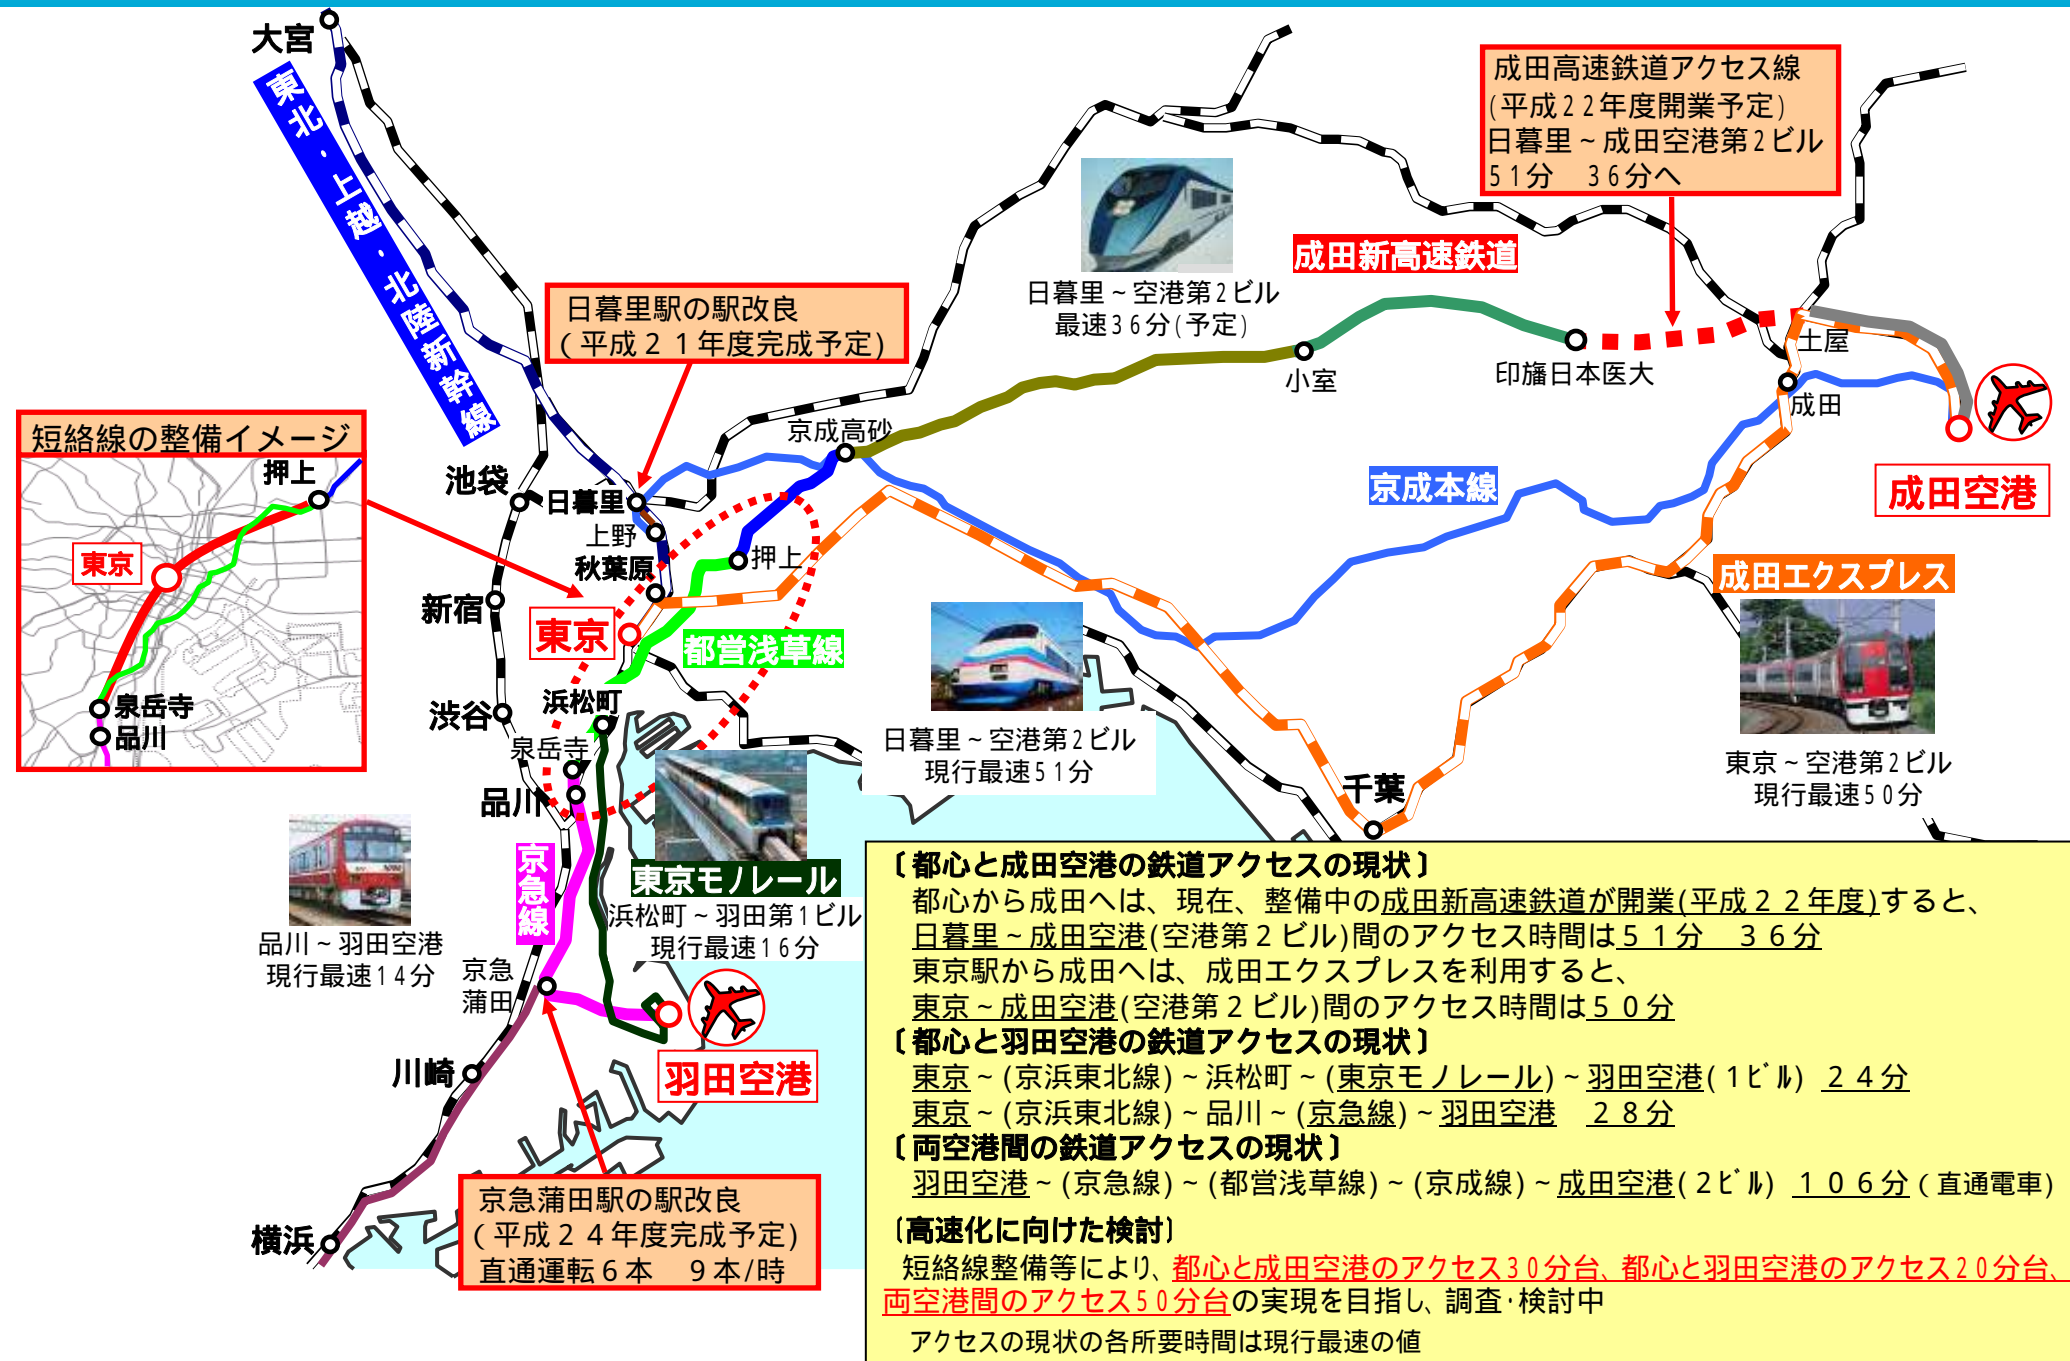 大宮
東北・上越・北陸新幹線
成田高速鉄道アクセス線
(平成22年度開業予定)
日暮里~成田空港第2ビル
51分　36分へ
日暮里~空港第2ビル
最速36分(予定)
成田新高速鉄道
日暮里駅の駅改良
(平成21年度完成予定)
小室
印旛日本医大
土屋
成田
成田空港
短絡線の整備イメージ
押上
東京
泉岳寺
品川
京成高砂
京成本線
池袋
日暮里
上野
秋葉原
押上
新宿
東京
都営浅草線
成田エクスプレス
渋谷
浜松町
泉岳寺
品川
日暮里~空港第2ビル
現行最速51分
東京~空港第2ビル
現行最速50分
千葉
京急線
東京モノレール
浜松町~羽田第1ビル
現行最速16分
品川~羽田空港
現行最速14分
京急
蒲田
羽田空港
川崎
横浜
京急蒲田駅の駅改良
(平成24年度完成予定)
直通運転6本　9本/時
〔都心と成田空港の鉄道アクセスの現状〕
都心から成田へは、現在、整備中の成田新高速鉄道が開業(平成22年度)すると、
日暮里~成田空港(空港第2ビル)間のアクセス時間は51分　36分
東京駅から成田へは、成田エクスプレスを利用すると、
東京~成田空港(空港第2ビル)間のアクセス時間は50分
〔都心と羽田空港の鉄道アクセスの現状〕
東京~(京浜東北線)~浜松町~(東京モノレール)~羽田空港(1ビル)　24分
東京~(京浜東北線)~品川~(京急線)~羽田空港　28分
〔両空港間の鉄道アクセスの現状〕
羽田空港~(京急線)~(都営浅草線)~(京成線)~成田空港(2ビル)　106分(直通電車)
〔高速化に向けた検討〕
短絡線整備等により、都心と成田空港のアクセス30分台、都心と羽田空港のアクセス20分台、
両空港間のアクセス50分台の実現を目指し、調査・検討中
アクセスの現状の各所要時間は現行最速の値